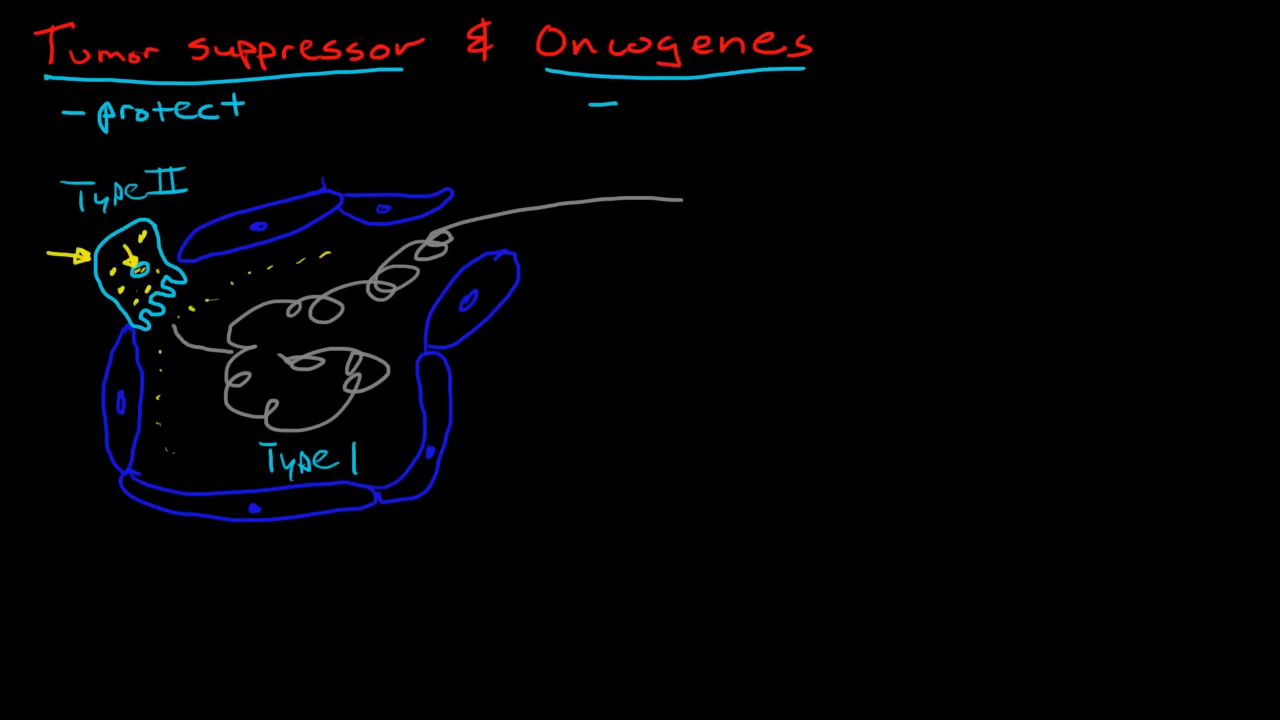 Tumor suppressor & Oncogenes
- protect -
Type II
Type I